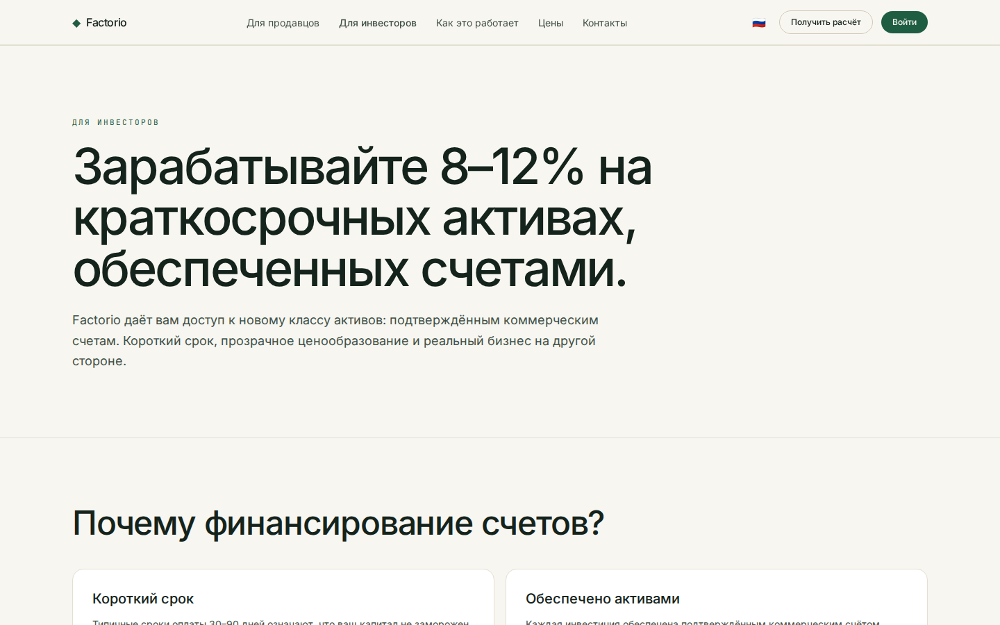 Factorio
Для продавцов
Для инвесторов
Как это работает
Цены
Контакты
Получить расчёт
Войти
ДЛЯ ИНВЕСТОРОВ
Зарабатывайте 8–12% на
краткосрочных активах,
обеспеченных счетами.
Factorio даёт вам доступ к новому классу активов: подтверждённым коммерческим
счетам. Короткий срок, прозрачное ценообразование и реальный бизнес на другой
стороне.
Почему финансирование счетов?
Короткий срок
Типичные сроки оплаты 30–90 дней означают, что ваш капитал не заморожен
Обеспечено активами
Каждая инвестиция обеспечена подтверждённым коммерческим счётом